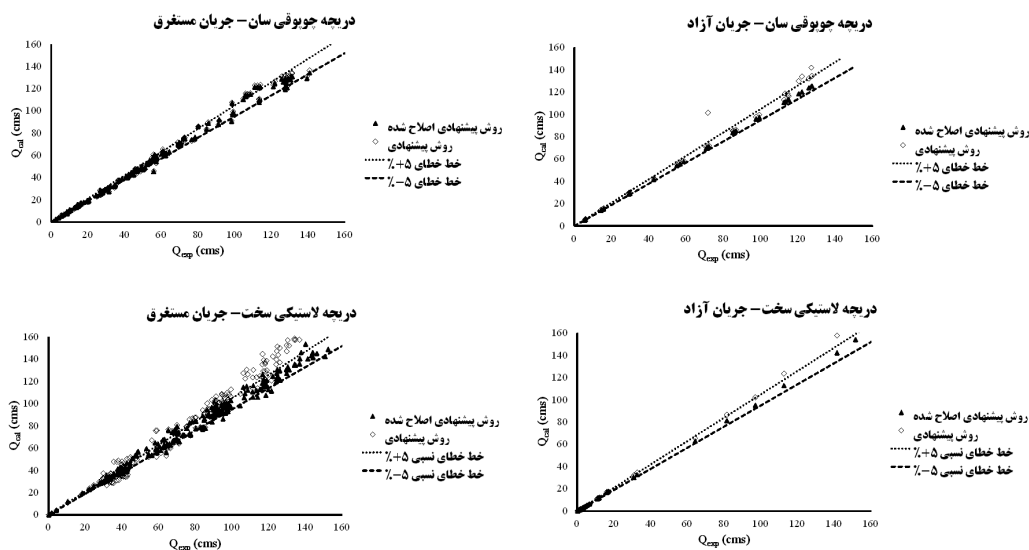 دریچه چوپوقی سان – جریان مستغرق
160
140
120
100
80
60
40
20
0
Qcal (cms)
0 20 40 60 80 100 120 140 160
Qexp (cms)
روش پیشنهادی اصلاح شده
روش پیشنهادی
خط خطای ۵+%
خط خطای ۵-%
دریچه چوپوقی سان – جریان آزاد
160
140
120
100
80
60
40
20
0
Qcal (cms)
0 20 40 60 80 100 120 140 160
Qexp (cms)
روش پیشنهادی اصلاح شده
روش پیشنهادی
خط خطای ۵+%
خط خطای ۵-%
دریچه لاستیکی سخت – جریان مستغرق
160
140
120
100
80
60
40
20
0
Qcal (cms)
0 20 40 60 80 100 120 140 160
Qexp (cms)
روش پیشنهادی اصلاح شده
روش پیشنهادی
خط خطای نسبی ۵+%
خط خطای نسبی ۵-%
دریچه لاستیکی سخت – جریان آزاد
160
140
120
100
80
60
40
20
0
Qcal (cms)
0 20 40 60 80 100 120 140 160
Qexp (cms)
روش پیشنهادی اصلاح شده
روش پیشنهادی
خط خطای نسبی ۵+%
خط خطای نسبی ۵-%